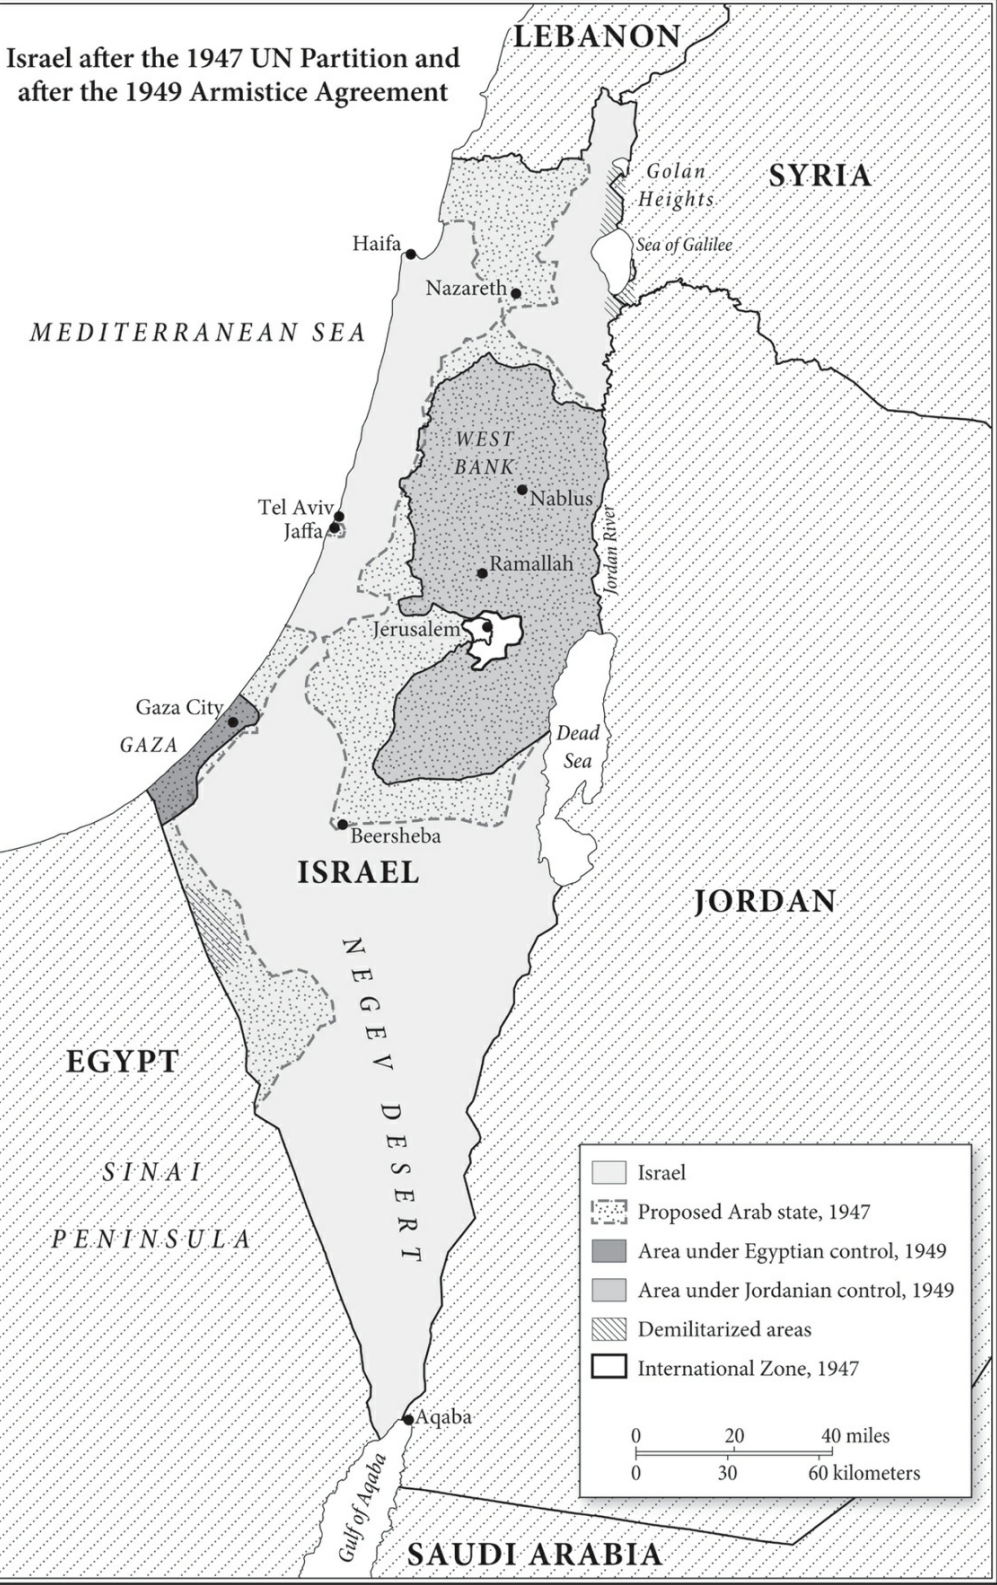 Israel after the 1947 UN Partition and
after the 1949 Armistice Agreement
LEBANON
SYRIA
Golan
Heights
Sea of Galilee
Haifa
Nazareth
MEDITERRANEAN SEA
WEST
BANK
Nablus
Tel Aviv
Jaffa
Jordan River
Ramallah
Jerusalem
Gaza City
GAZA
Dead
Sea
Beersheba
ISRAEL
JORDAN
NEGEV DESERT
EGYPT
SINAI
PENINSULA
Aqaba
Gulf of Aqaba
SAUDI ARABIA
Israel
Proposed Arab state, 1947
Area under Egyptian control, 1949
Area under Jordanian control, 1949
Demilitarized areas
International Zone, 1947
0 20 40 miles
0 30 60 kilometers